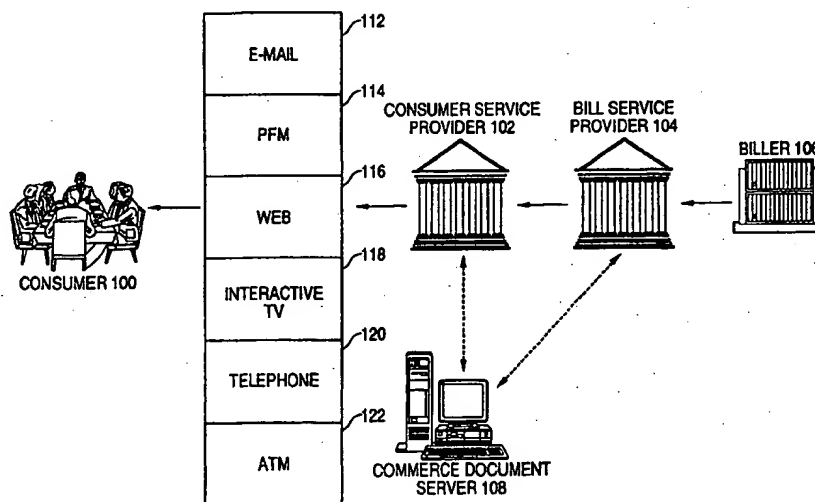 112
E-MAIL
114
PFM
116
WEB
118
INTERACTIVE
TV
120
TELEPHONE
122
ATM
CONSUMER 100
CONSUMER SERVICE
PROVIDER 102
BILL SERVICE
PROVIDER 104
BILLER 106
COMMERCE DOCUMENT
SERVER 108